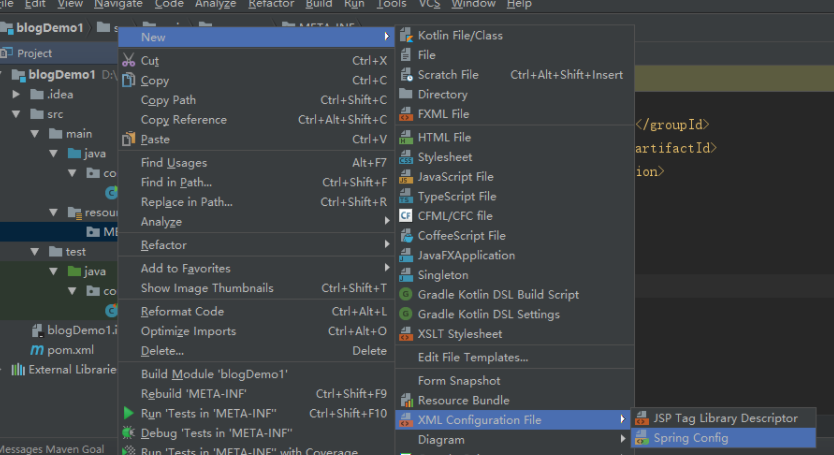 File Edit View Navigate Code Analyze Refactor Build Run Tools VCS Window Help
blogDemo1 META-INF
Project
blogDemo1 D:\
.idea
src
main
java
co
resou
ME
test
java
co
blogDemo1.i
pom.xml
External Librarie
Messages Maven Goal
New
Cut Ctrl+X
Copy Ctrl+C
Copy Path Ctrl+Shift+C
Copy Reference Ctrl+Alt+Shift+C
Paste Ctrl+V
Find Usages Alt+F7
Find in Path... Ctrl+Shift+F
Replace in Path... Ctrl+Shift+R
Analyze
Refactor
Add to Favorites
Show Image Thumbnails Ctrl+Shift+T
Reformat Code Ctrl+Alt+L
Optimize Imports Ctrl+Alt+O
Delete... Delete
Build Module 'blogDemo1'
Rebuild 'META-INF' Ctrl+Shift+F9
Run 'Tests in 'META-INF'' Ctrl+Shift+F10
Debug 'Tests in 'META-INF''
Run 'Tests in 'META-INF'' with Coverage
Kotlin File/Class
File
Scratch File Ctrl+Alt+Shift+Insert
Directory
FXML File
HTML File
Stylesheet
JavaScript File
TypeScript File
CFML/CFC file
CoffeeScript File
JavaFXApplication
Singleton
Gradle Kotlin DSL Build Script
Gradle Kotlin DSL Settings
XSLT Stylesheet
Edit File Templates...
Form Snapshot
Resource Bundle
XML Configuration File
Diagram
JSP Tag Library Descriptor
Spring Config
</groupId>
artifactId>
ion>